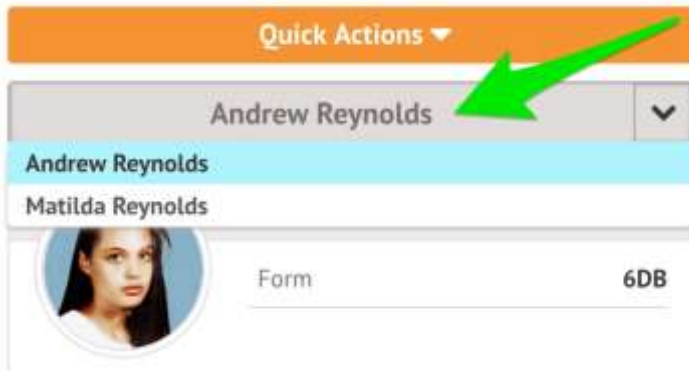 Quick Actions
Andrew Reynolds
Andrew Reynolds
Matilda Reynolds
Form 6DB